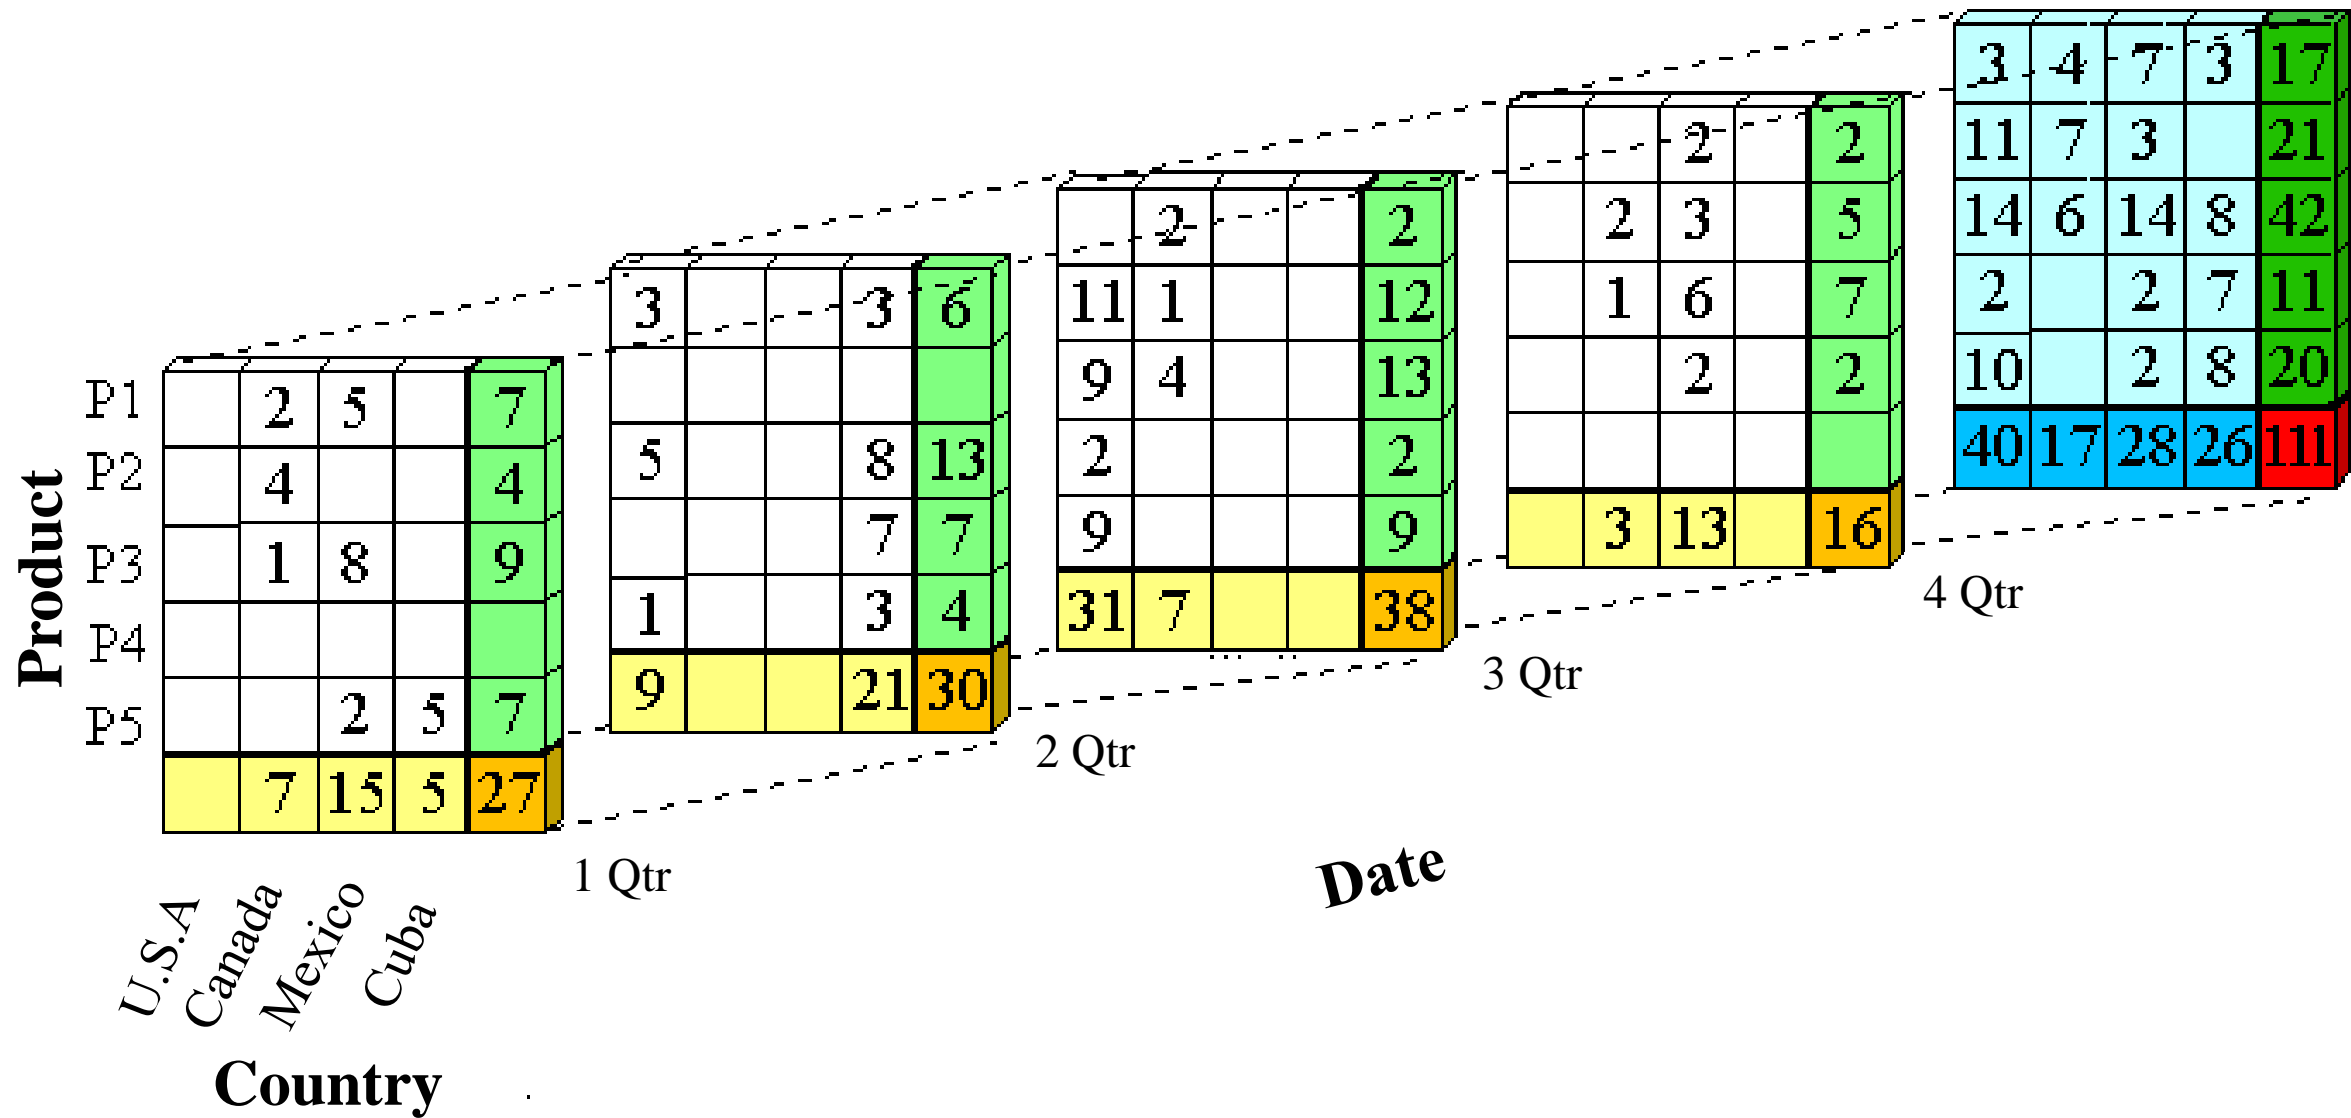 3 4 7 3 17
11 7 3 21
14 6 14 8 42
2 2 7 11
10 2 8 20
40 17 28 26 111
2 2
2 3 5
1 6 7
2 2
3 13 16
4 Qtr
2 2
11 1 12
9 4 13
2 2
9 9
31 7 38
3 Qtr
3 3 6
5 8 13
7 7
1 3 4
9 21 30
2 Qtr
P1 2 5 7
P2 4 4
P3 1 8 9
P4
P5 2 5 7
7 15 5 27
1 Qtr
Product
Date
U.S.A
Canada
Mexico
Cuba
Country